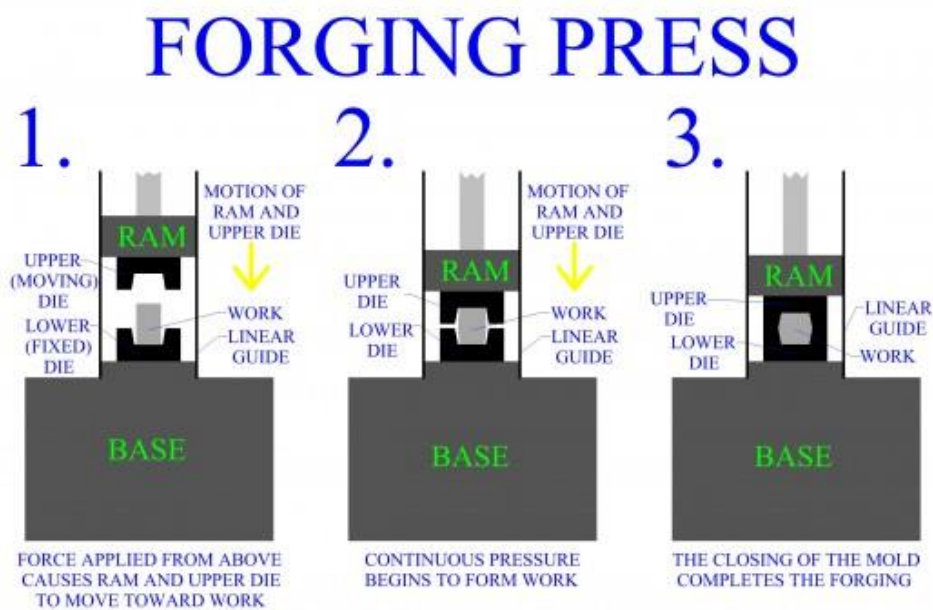 FORGING PRESS
1.
MOTION OF
RAM AND
UPPER DIE
RAM
UPPER
(MOVING)
DIE
WORK
LOWER
(FIXED)
DIE
LINEAR
GUIDE
BASE
FORCE APPLIED FROM ABOVE
CAUSES RAM AND UPPER DIE
TO MOVE TOWARD WORK
2.
MOTION OF
RAM AND
UPPER DIE
RAM
UPPER
DIE
WORK
LOWER
DIE
LINEAR
GUIDE
BASE
CONTINUOUS PRESSURE
BEGINS TO FORM WORK
3.
RAM
UPPER
DIE
LINEAR
GUIDE
LOWER
DIE
WORK
BASE
THE CLOSING OF THE MOLD
COMPLETES THE FORGING